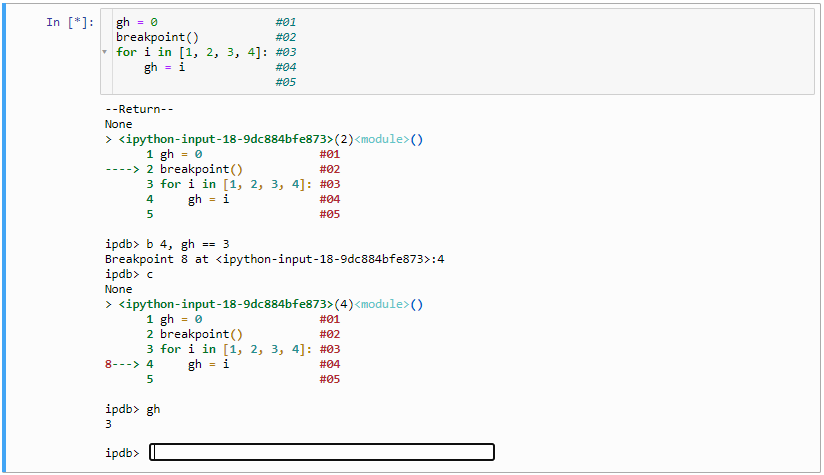 In [*]: gh = 0 #01
breakpoint() #02
for i in [1, 2, 3, 4]: #03
gh = i #04
#05
--Return--
None
> <ipython-input-18-9dc884bfe873>(2)<module>()
1 gh = 0 #01
----> 2 breakpoint() #02
3 for i in [1, 2, 3, 4]: #03
4 gh = i #04
5 #05
ipdb> b 4, gh == 3
Breakpoint 8 at <ipython-input-18-9dc884bfe873>:4
ipdb> c
None
> <ipython-input-18-9dc884bfe873>(4)<module>()
1 gh = 0 #01
2 breakpoint() #02
3 for i in [1, 2, 3, 4]: #03
8---> 4 gh = i #04
5 #05
ipdb> gh
3
ipdb>